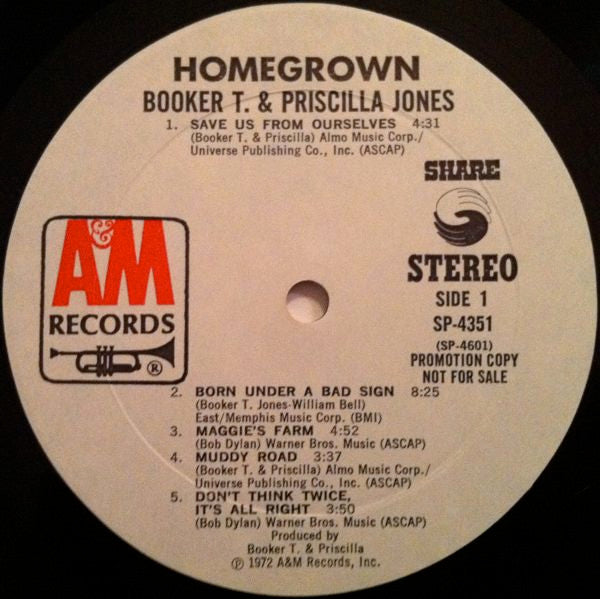 HOMEGROWN
BOOKER T. & PRISCILLA JONES
1. SAVE US FROM OURSELVES 4:31
(Booker T. & Priscilla) Almo Music Corp./
Universe Publishing Co., Inc. (ASCAP)
SHARE
STEREO
SIDE 1
SP-4351
(SP-4601)
PROMOTION COPY
NOT FOR SALE
A&M
RECORDS
®
2. BORN UNDER A BAD SIGN 8:25
(Booker T. Jones-William Bell)
East/Memphis Music Corp. (BMI)
3. MAGGIE'S FARM 4:52
(Bob Dylan) Warner Bros. Music (ASCAP)
4. MUDDY ROAD 3:37
(Booker T. & Priscilla) Almo Music Corp./
Universe Publishing Co., Inc. (ASCAP)
5. DON'T THINK TWICE,
IT'S ALL RIGHT 3:50
(Bob Dylan) Warner Bros. Music (ASCAP)
Produced by
Booker T. & Priscilla
℗ 1972 A&M Records, Inc.